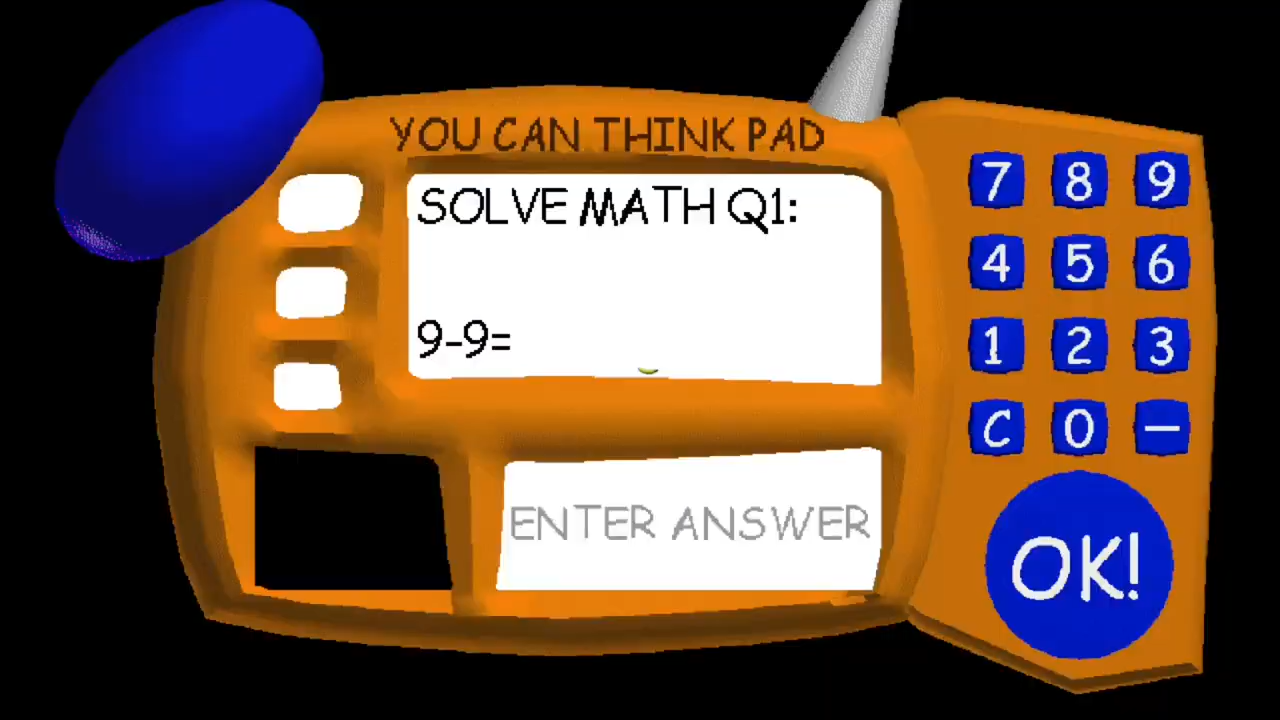 YOU CAN THINK PAD
SOLVE MATH Q1:
9-9=
ENTER ANSWER
7 8 9
4 5 6
1 2 3
C 0 —
OK!